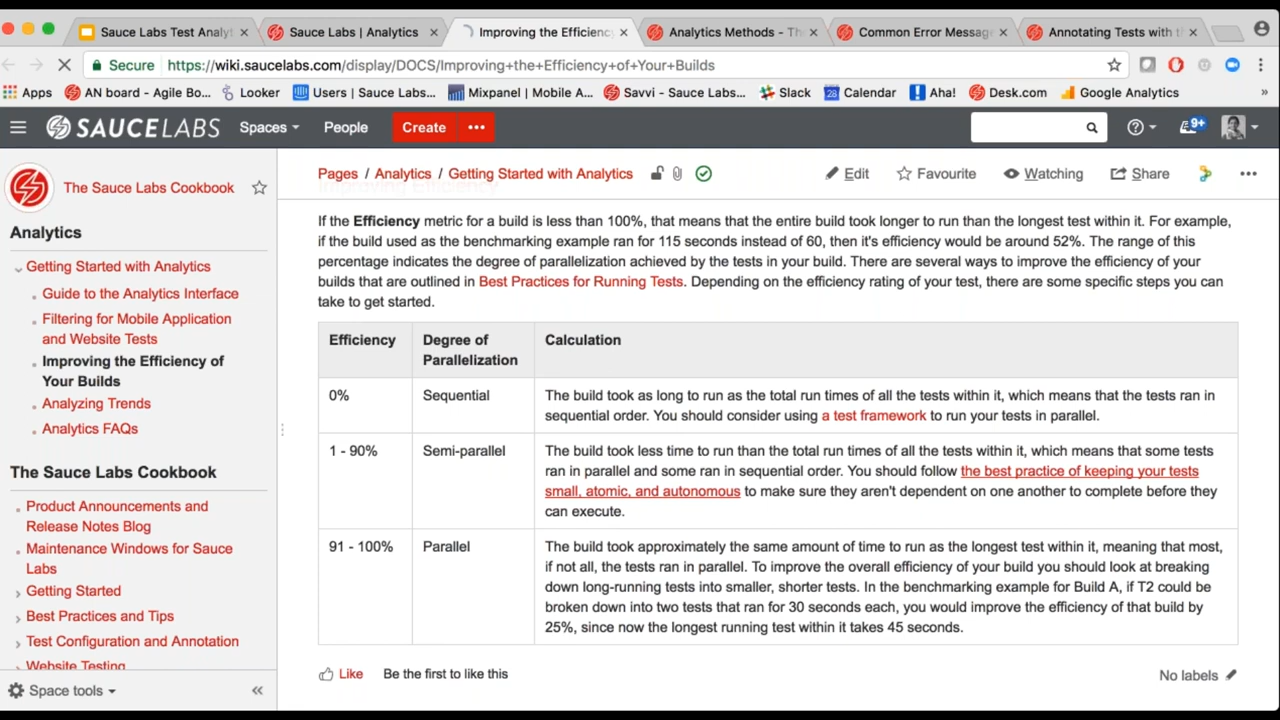 Sauce Labs Test Analyt
Sauce Labs | Analytics
Improving the Efficienc
Analytics Methods - Th
Common Error Messag
Annotating Tests with t
Secure
https://wiki.saucelabs.com/display/DOCS/Improving+the+Efficiency+of+Your+Builds
Apps
AN board - Agile Bo...
Looker
Users | Sauce Labs...
Mixpanel | Mobile A...
Savvi - Sauce Labs...
Slack
28
Calendar
Aha!
Desk.com
Google Analytics
»
SAUCELABS
Spaces
People
Create
9+
The Sauce Labs Cookbook
Pages / Analytics / Getting Started with Analytics
Edit
Favourite
Watching
Share
Analytics
Getting Started with Analytics
Guide to the Analytics Interface
Filtering for Mobile Application
and Website Tests
Improving the Efficiency of
Your Builds
Analyzing Trends
Analytics FAQs
The Sauce Labs Cookbook
Product Announcements and
Release Notes Blog
Maintenance Windows for Sauce
Labs
Getting Started
Best Practices and Tips
Test Configuration and Annotation
Website Testing
Space tools
If the Efficiency metric for a build is less than 100%, that means that the entire build took longer to run than the longest test within it. For example,
if the build used as the benchmarking example ran for 115 seconds instead of 60, then it's efficiency would be around 52%. The range of this
percentage indicates the degree of parallelization achieved by the tests in your build. There are several ways to improve the efficiency of your
builds that are outlined in Best Practices for Running Tests. Depending on the efficiency rating of your test, there are some specific steps you can
take to get started.
Efficiency
Degree of
Parallelization
Calculation
0%
Sequential
The build took as long to run as the total run times of all the tests within it, which means that the tests ran in
sequential order. You should consider using a test framework to run your tests in parallel.
1 - 90%
Semi-parallel
The build took less time to run than the total run times of all the tests within it, which means that some tests
ran in parallel and some ran in sequential order. You should follow the best practice of keeping your tests
small, atomic, and autonomous to make sure they aren't dependent on one another to complete before they
can execute.
91 - 100%
Parallel
The build took approximately the same amount of time to run as the longest test within it, meaning that most,
if not all, the tests ran in parallel. To improve the overall efficiency of your build you should look at breaking
down long-running tests into smaller, shorter tests. In the benchmarking example for Build A, if T2 could be
broken down into two tests that ran for 30 seconds each, you would improve the efficiency of that build by
25%, since now the longest running test within it takes 45 seconds.
Like
Be the first to like this
No labels